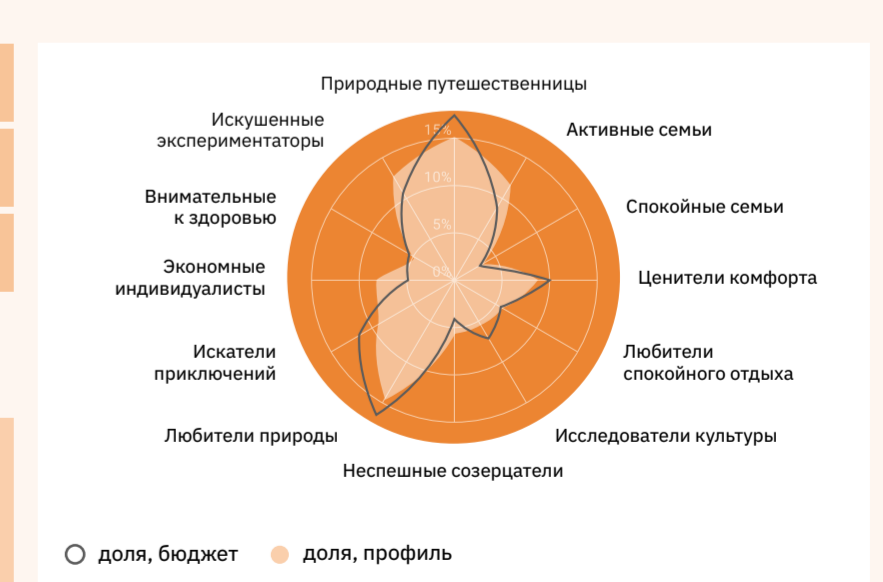 Природные путешественницы
Искушенные
экспериментаторы
Активные семьи
15%
Внимательные
к здоровью
10%
Спокойные семьи
5%
Экономные
индивидуалисты
0%
Ценители комфорта
Искатели
приключений
Любители
спокойного отдыха
Любители природы
Исследователи культуры
Неспешные созерцатели
доля, бюджет
доля, профиль